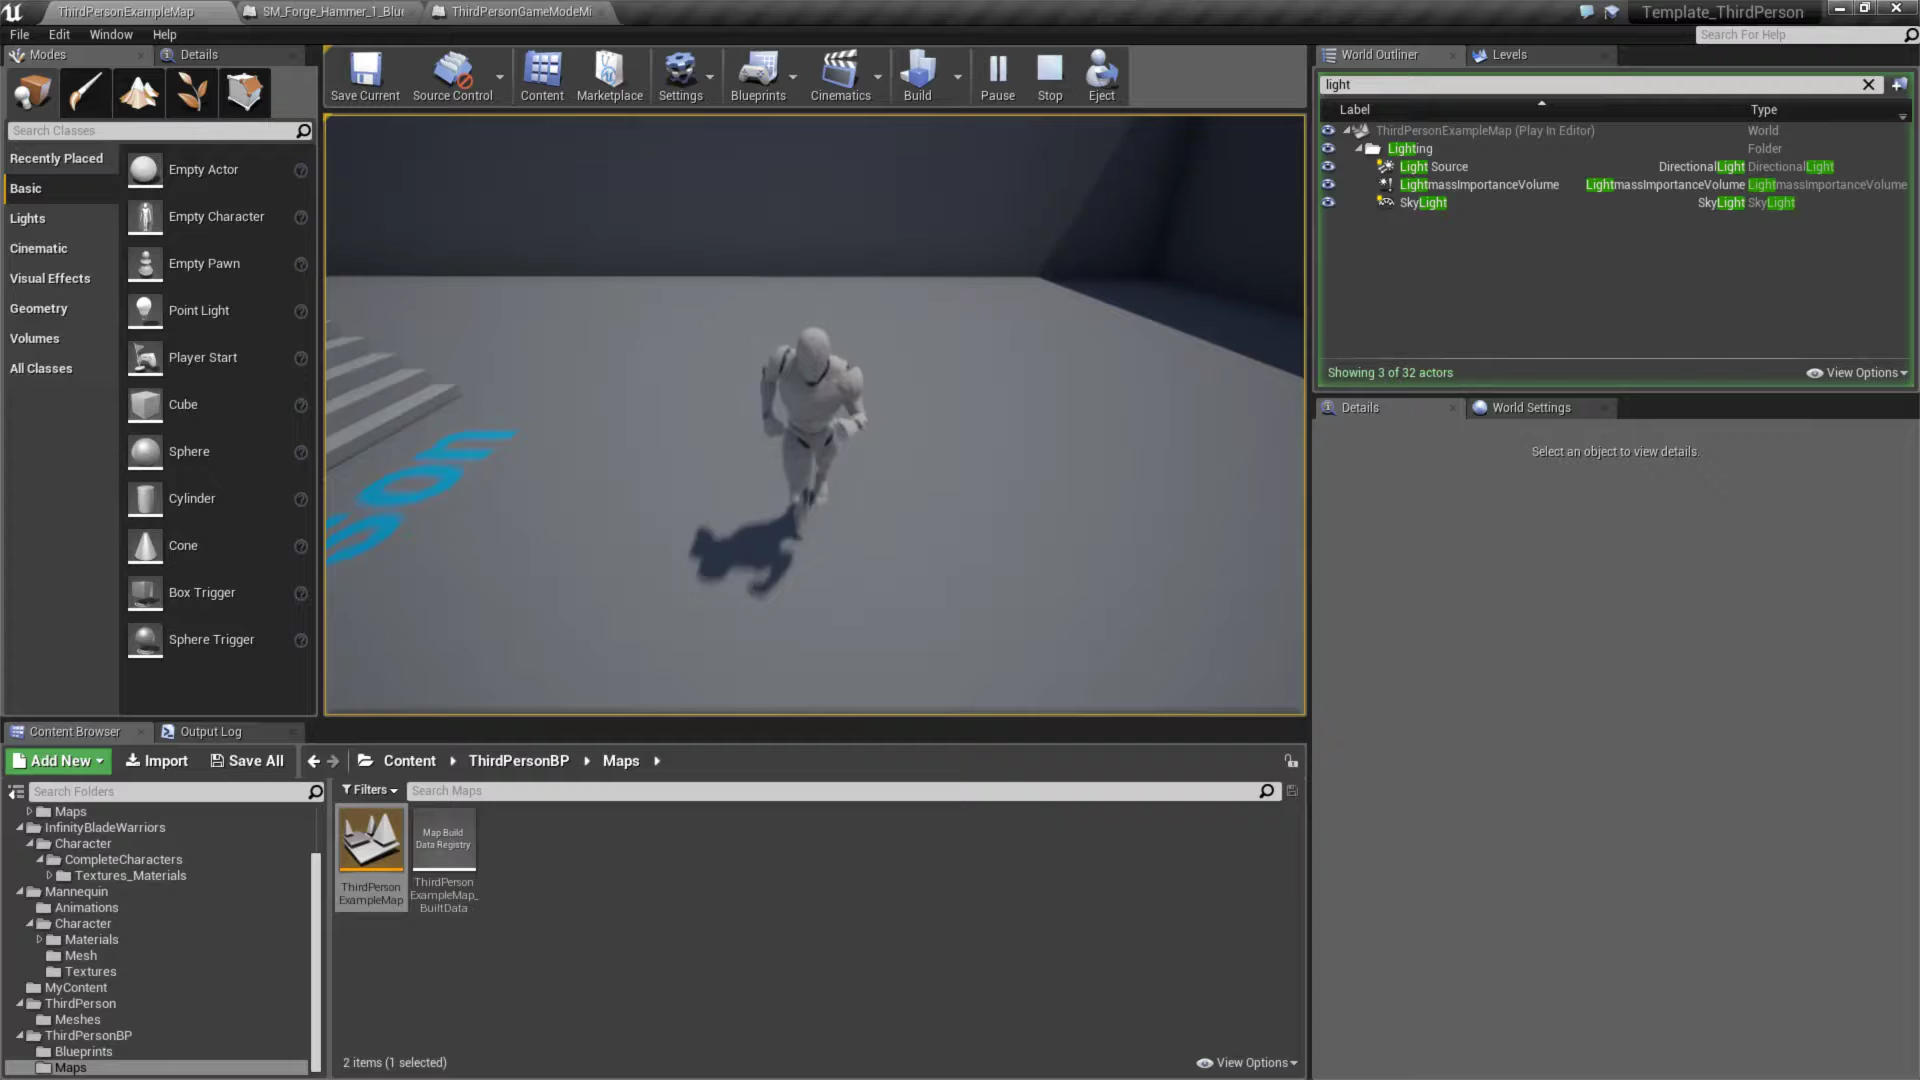 ThirdPersonExampleMap
SM_Forge_Hammer_1_Blue
ThirdPersonGameModeMi
Template_ThirdPerson
File Edit Window Help
Search For Help
Modes
Details
Save Current
Source Control
Content
Marketplace
Settings
Blueprints
Cinematics
Build
Pause
Stop
Eject
World Outliner
Levels
light
Label Type
ThirdPersonExampleMap (Play In Editor) World
Lighting Folder
Light Source DirectionalLight DirectionalLight
LightmassImportanceVolume LightmassImportanceVolume LightmassImportanceVolume
SkyLight SkyLight SkyLight
Showing 3 of 32 actors
View Options
Details
World Settings
Select an object to view details.
Search Classes
Recently Placed
Basic
Lights
Cinematic
Visual Effects
Geometry
Volumes
All Classes
Empty Actor
Empty Character
Empty Pawn
Point Light
Player Start
Cube
Sphere
Cylinder
Cone
Box Trigger
Sphere Trigger
son
Content Browser
Output Log
Add New
Import
Save All
Content
ThirdPersonBP
Maps
Search Folders
Filters
Search Maps
Maps
InfinityBladeWarriors
Character
CompleteCharacters
Textures_Materials
Mannequin
Animations
Character
Materials
Mesh
Textures
MyContent
ThirdPerson
Meshes
ThirdPersonBP
Blueprints
Maps
ThirdPerson
ExampleMap
Map Build
Data Registry
ThirdPerson
ExampleMap_
BuiltData
2 items (1 selected)
View Options